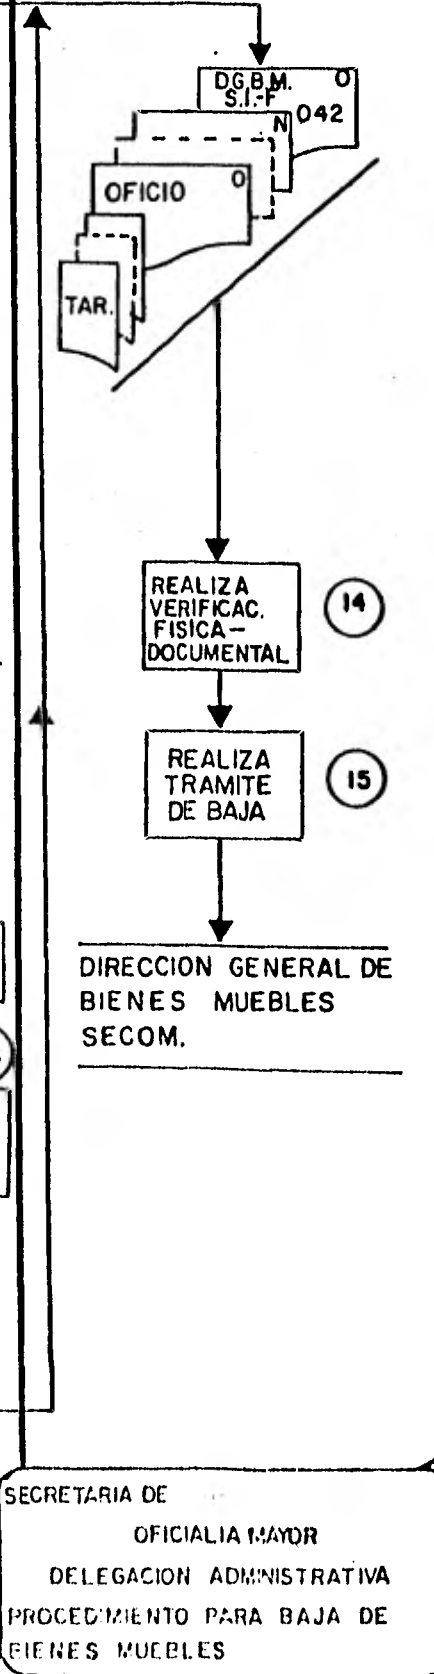 D.G.B.M. O
S.I.-F
042
N
OFICIO O
TAR.
REALIZA
VERIFICAC.
FISICA-
DOCUMENTAL
14
REALIZA
TRAMITE
DE BAJA
15
DIRECCION GENERAL DE
BIENES MUEBLES
SECOM.
SECRETARIA DE
OFICIALIA MAYOR
DELEGACION ADMINISTRATIVA
PROCEDIMIENTO PARA BAJA DE
BIENES MUEBLES